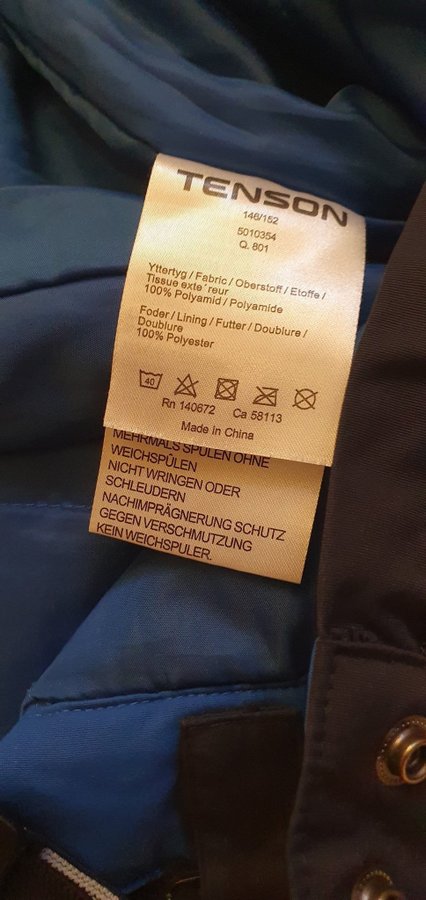 TENSON
146/152
5010354
Q. 801
Yttertyg / Fabric / Oberstoff / Etoffe /
Tissue exte´reur
100% Polyamid / Polyamide
Foder / Lining / Futter / Doublure /
Doublure
100% Polyester
40
Rn 140672 Ca 58113
Made in China
MEHRMALS SPÜLEN OHNE
WEICHSPÜLEN
NICHT WRINGEN ODER
SCHLEUDERN
NACHIMPRÄGNERUNG SCHUTZ
GEGEN VERSCHMUTZUNG
KEIN WEICHSPULER.